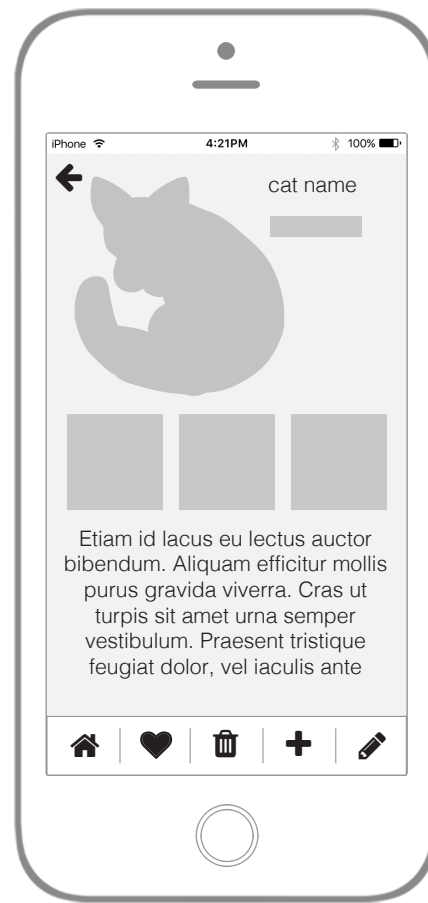 iPhone 4:21PM 100%
cat name
Etiam id lacus eu lectus auctor
bibendum. Aliquam efficitur mollis
purus gravida viverra. Cras ut
turpis sit amet urna semper
vestibulum. Praesent tristique
feugiat dolor, vel iaculis ante